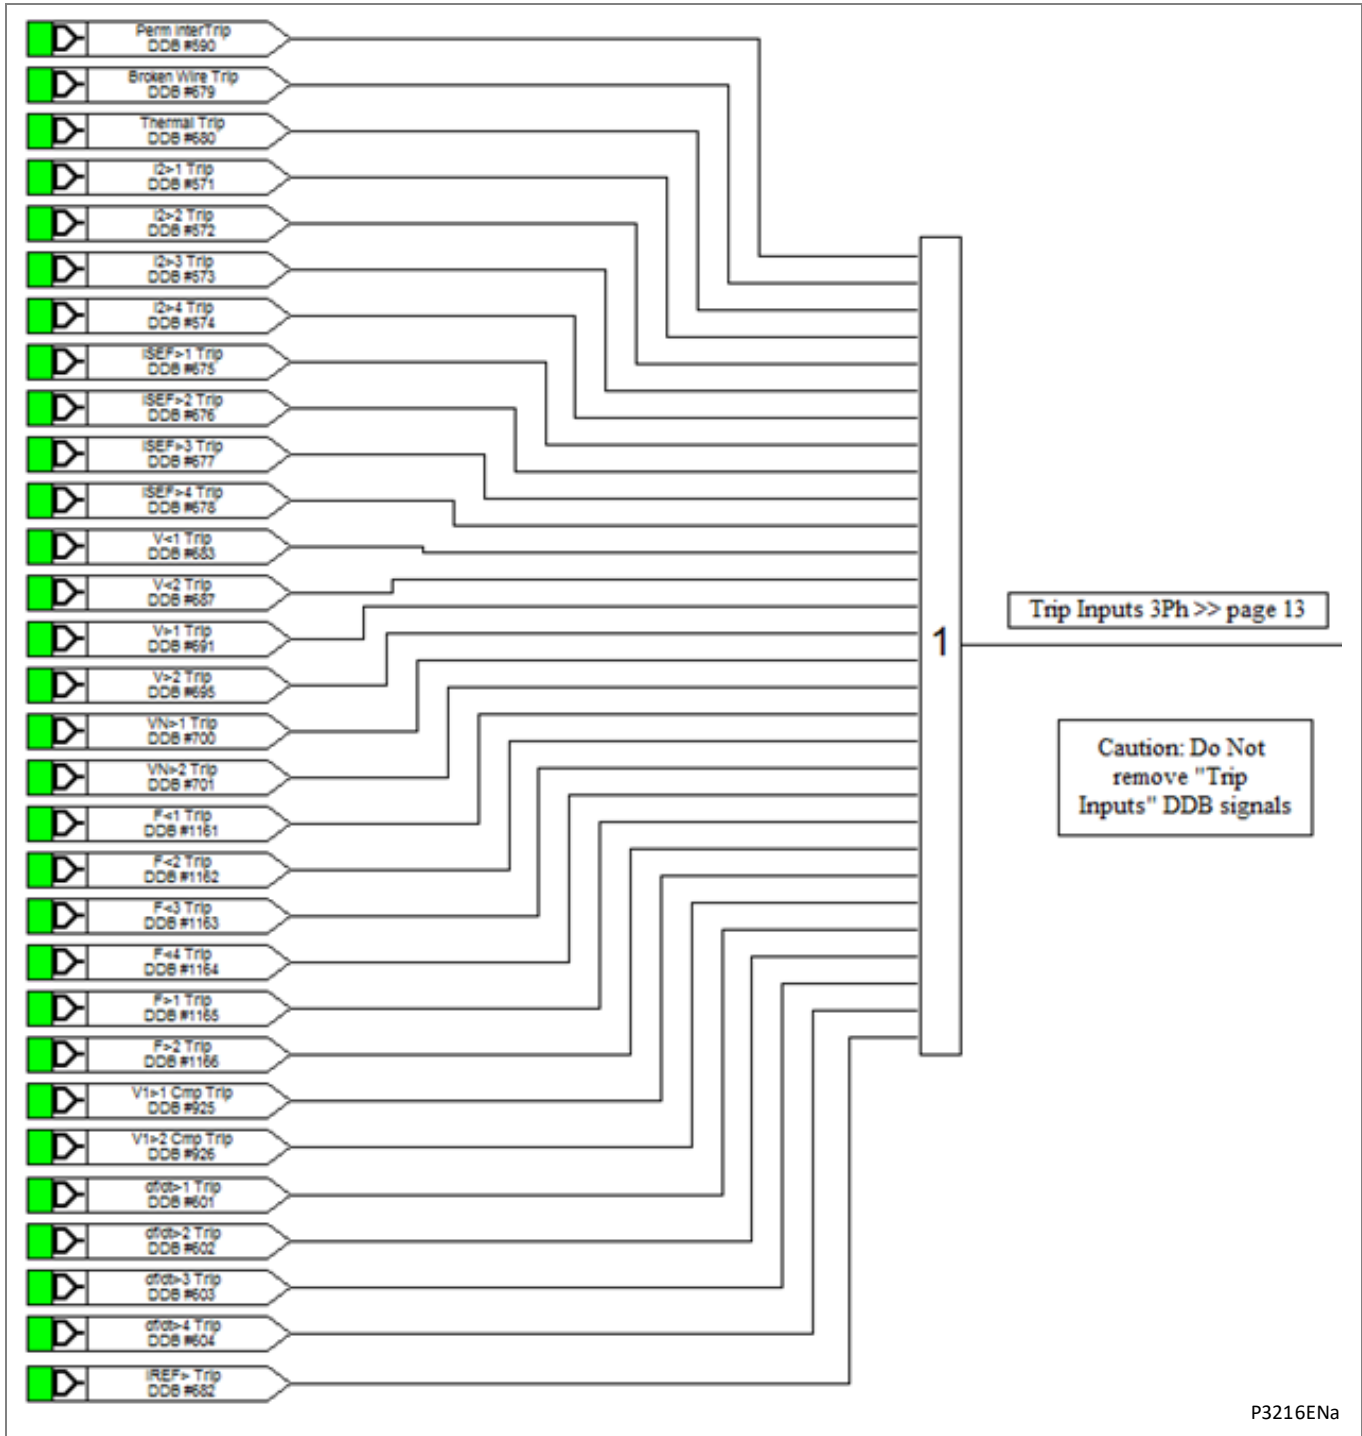 Perm InterTrip
DDB #590
Broken Wire Trip
DDB #679
Thermal Trip
DDB #680
I2>1 Trip
DDB #571
I2>2 Trip
DDB #572
I2>3 Trip
DDB #573
I2>4 Trip
DDB #574
ISEF>1 Trip
DDB #675
ISEF>2 Trip
DDB #676
ISEF>3 Trip
DDB #677
ISEF>4 Trip
DDB #678
V<1 Trip
DDB #683
V<2 Trip
DDB #687
V>1 Trip
DDB #691
V>2 Trip
DDB #695
VN>1 Trip
DDB #700
VN>2 Trip
DDB #701
F<1 Trip
DDB #1161
F<2 Trip
DDB #1162
F<3 Trip
DDB #1163
F<4 Trip
DDB #1164
F>1 Trip
DDB #1165
F>2 Trip
DDB #1166
V1>1 Cmp Trip
DDB #925
V1>2 Cmp Trip
DDB #926
df/dt>1 Trip
DDB #601
df/dt>2 Trip
DDB #602
df/dt>3 Trip
DDB #603
df/dt>4 Trip
DDB #604
IREF> Trip
DDB #682
1
Trip Inputs 3Ph >> page 13
Caution: Do Not
remove "Trip
Inputs" DDB signals
P3216ENa